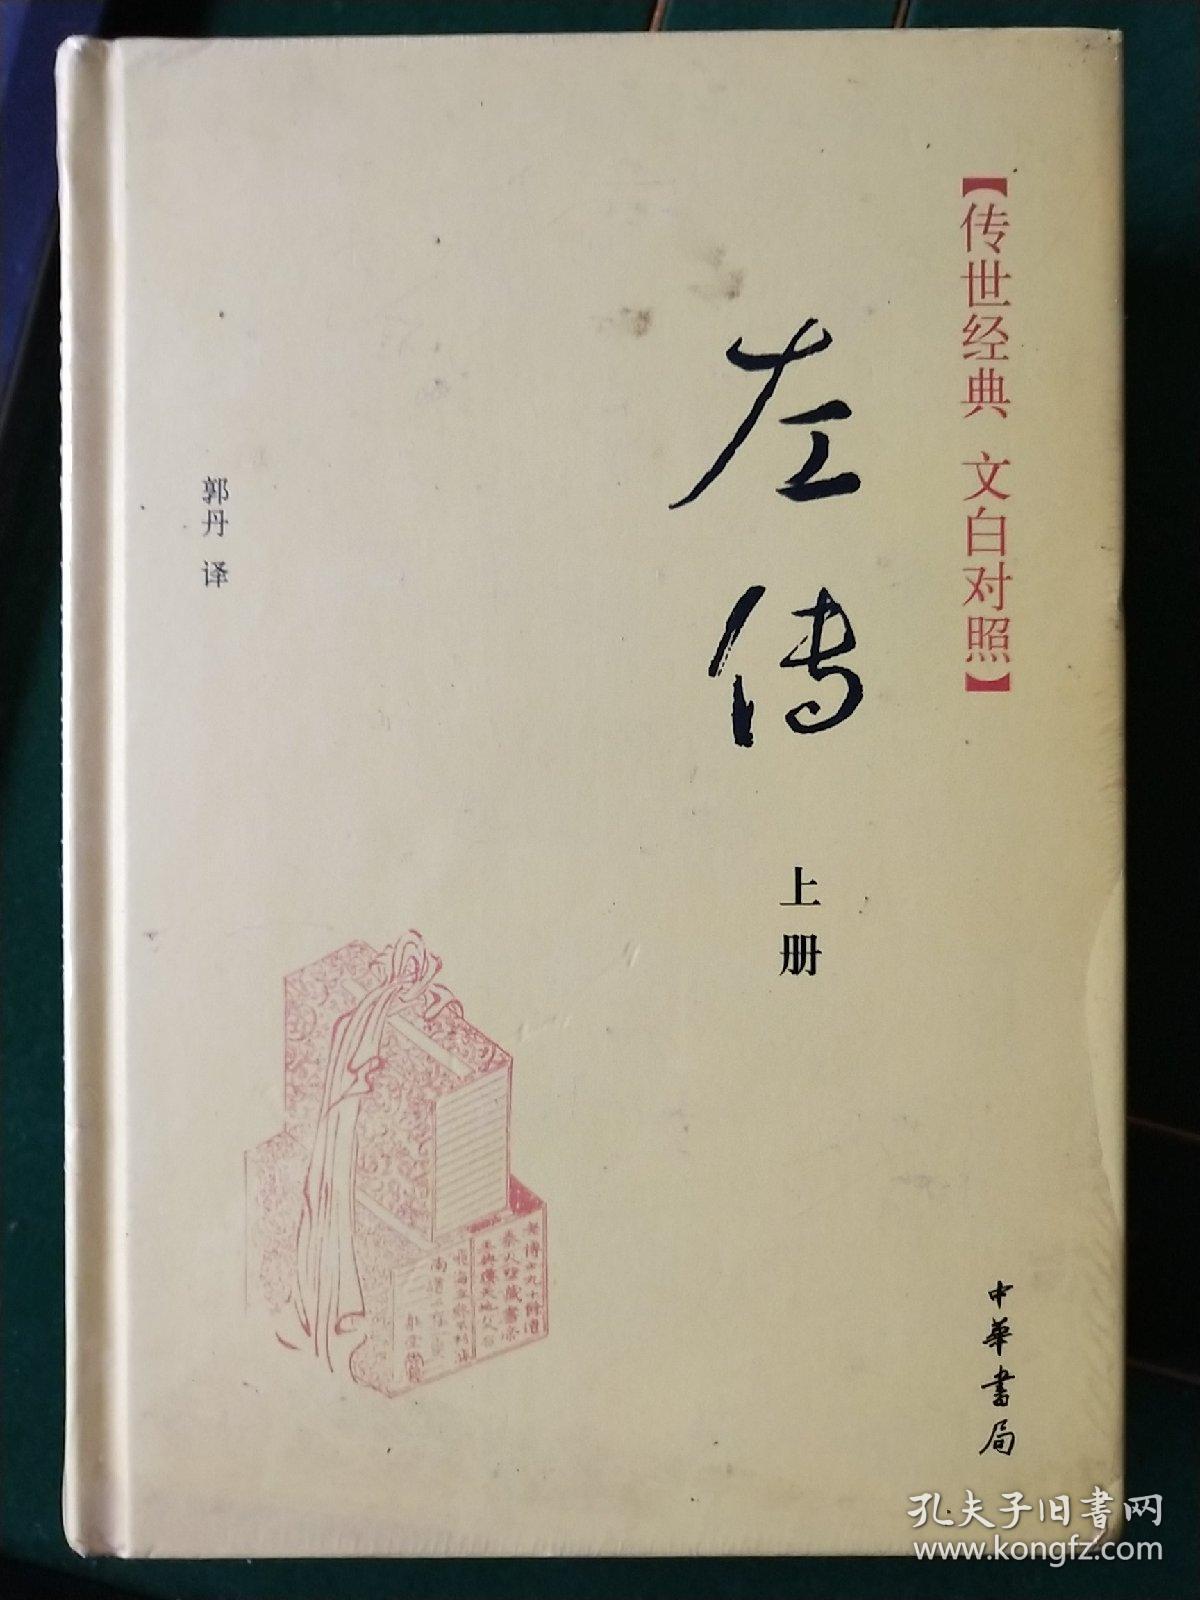 【传世经典 文白对照】
左传
上册
郭丹 译
中華書局
孔夫子旧書网
www.kongfz.com